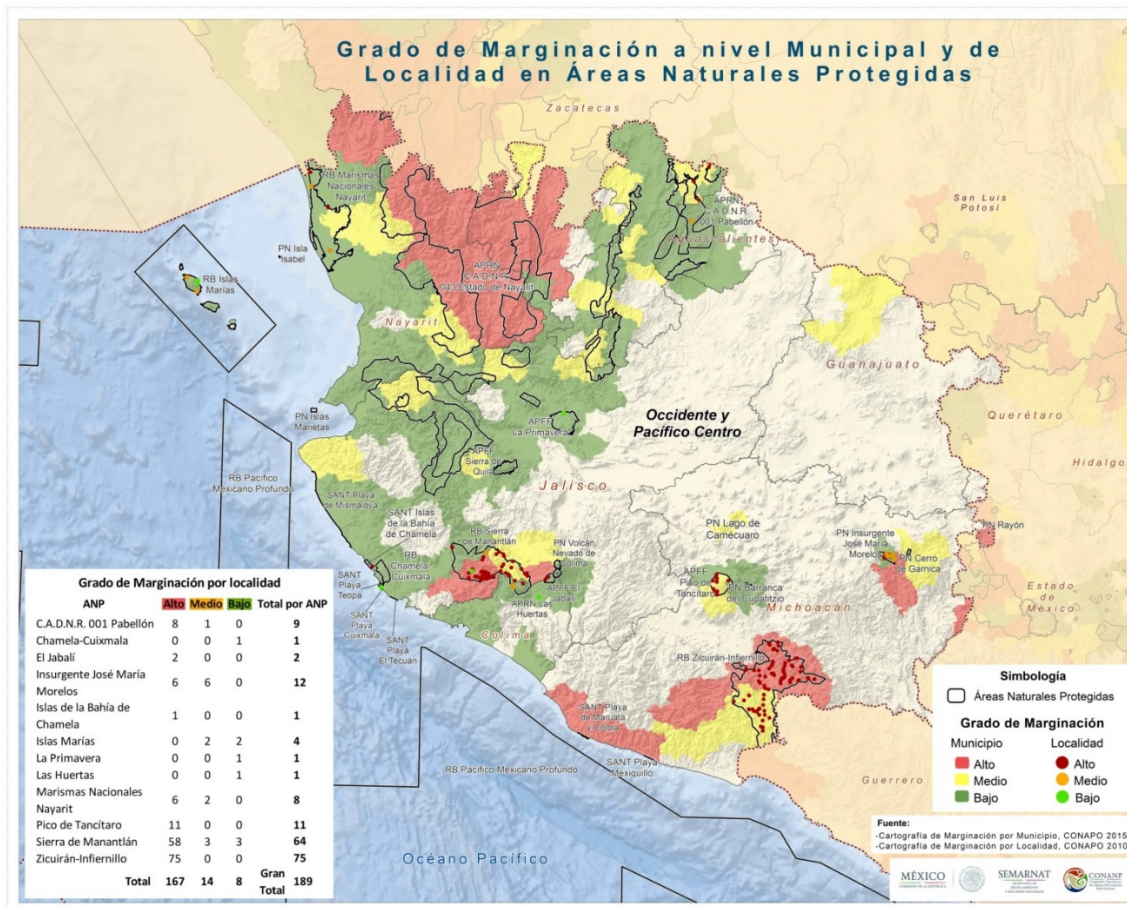 Grado de Marginación a nivel Municipal y de
Localidad en Áreas Naturales Protegidas
Zacatecas
RB Marismas
Nacionales
Nayarit
APRN
C.A.D.N.R.
001 Pabellón
San Luis
Potosí
Aguascalientes
PN Isla
Isabel
RB Islas
Marías
APRN
C.A.D.N.R.
043 Estado de Nayarit
Nayarit
Guanajuato
Querétaro
PN Islas
Marietas
APFF
La Primavera
Occidente y
Pacífico Centro
Hidalgo
APFF
Sierra de
Quila
RB Pacífico
Mexicano Profundo
Jalisco
SANT Playa
de Mismaloya
SANT Islas
de la Bahía
de Chamela
RB Sierra
de Manantlán
PN Volcán
Nevado de
Colima
PN Lago de
Camécuaro
PN Insurgente
José María
Morelos
PN Rayón
PN Cerro
de Garnica
RB
Chamela-
Cuixmala
SANT
Playa
Teopa
SANT
Playa
Cuixmala
SANT
Playa
El Tecuán
APFF El
Jabalí
APRN Las
Huertas
APFF
Pico de
Tancítaro
PN Barranca
del Cupatitzio
Michoacán
Estado de
México
Colima
RB Zicuirán-Infiernillo
SANT Playa
de Maruata
y Colola
SANT Playa
Mexiquillo
RB Pacífico Mexicano Profundo
Guerrero
Océano Pacífico
Grado de Marginación por localidad
ANP Alto Medio Bajo Total por ANP
C.A.D.N.R. 001 Pabellón 8 1 0 9
Chamela-Cuixmala 0 0 1 1
El Jabalí 2 0 0 2
Insurgente José María
Morelos 6 6 0 12
Islas de la Bahía de
Chamela 1 0 0 1
Islas Marías 0 2 2 4
La Primavera 0 0 1 1
Las Huertas 0 0 1 1
Marismas Nacionales
Nayarit 6 2 0 8
Pico de Tancítaro 11 0 0 11
Sierra de Manantlán 58 3 3 64
Zicuirán-Infiernillo 75 0 0 75
Total 167 14 8 Gran Total 189
Simbología
Áreas Naturales Protegidas
Grado de Marginación
Municipio Localidad
Alto Alto
Medio Medio
Bajo Bajo
Fuente:
-Cartografía de Marginación por Municipio, CONAPO 2015
-Cartografía de Marginación por Localidad, CONAPO 2010
MÉXICO
GOBIERNO DE LA REPÚBLICA
SEMARNAT
SECRETARÍA DE
MEDIO AMBIENTE
Y RECURSOS NATURALES
CONANP